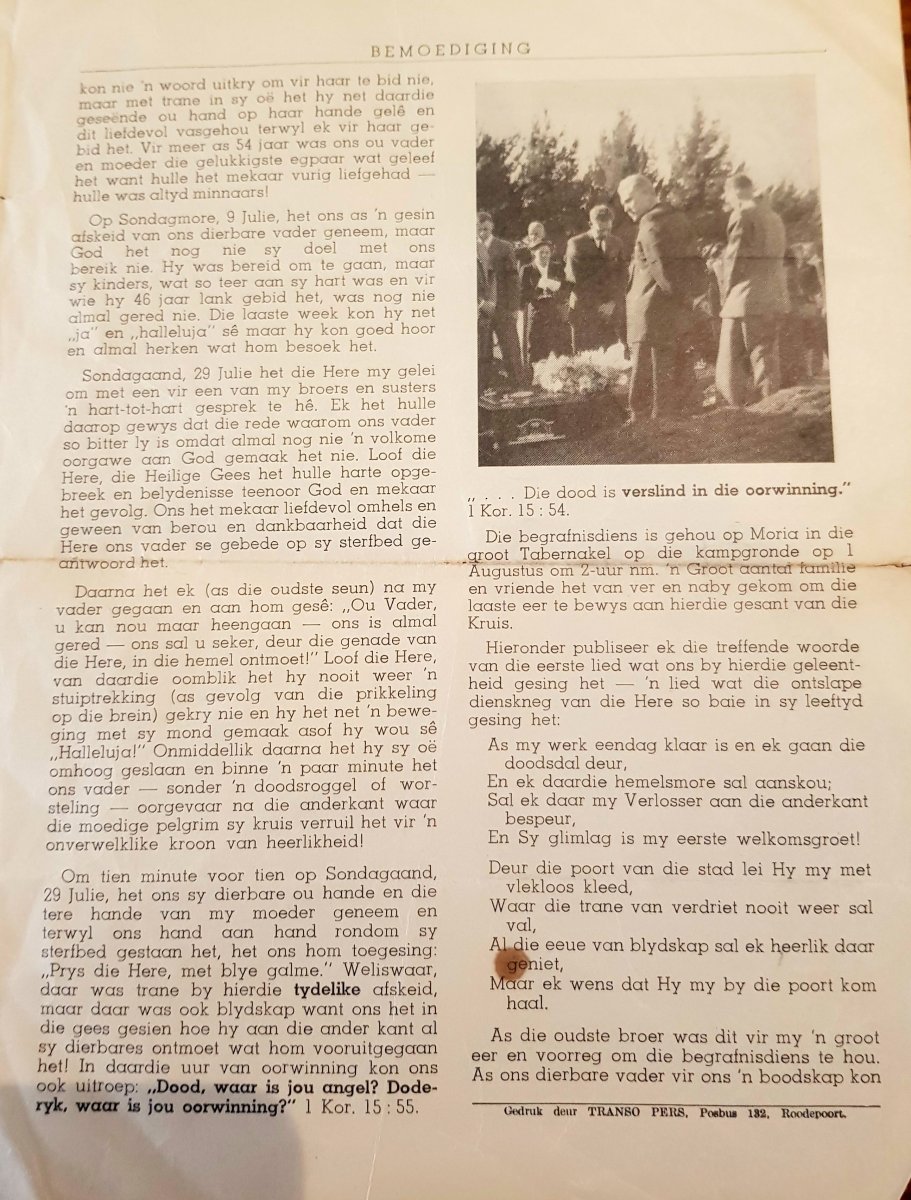 BEMOEDIGING
kon nie 'n woord uitkry om vir haar te bid nie,
maar met trane in sy oë het hy net daardie
geseënde ou hand op haar hande gelê en
dit liefdevol vasgehou terwyl ek vir haar ge-
bid het. Vir meer as 54 jaar was ons ou vader
en moeder die gelukkigste egpaar wat geleef
het want hulle het mekaar vurig liefgehad —
hulle was altyd minnaars!
Op Sondagmore, 9 Julie, het ons as 'n gesin
afskeid van ons dierbare vader geneem, maar
God het nog nie sy doel met ons
bereik nie. Hy was bereid om te gaan, maar
sy kinders, wat so teer aan sy hart was en vir
wie hy 46 jaar lank gebid het, was nog nie
almal gered nie. Die laaste week kon hy net
„ja" en „halleluja" sê maar hy kon goed hoor
en almal herken wat hom besoek het.
Sondagaand, 29 Julie het die Here my gelei
om met een vir een van my broers en susters
'n hart-tot-hart gesprek te hê. Ek het hulle
daarop gewys dat die rede waarom ons vader
so bitter ly is omdat almal nog nie 'n volkome
oorgawe aan God gemaak het nie. Loof die
Here, die Heilige Gees het hulle harte opge-
breek en belydenisse teenoor God en mekaar
het gevolg. Ons het mekaar liefdevol omhels en
geween van berou en dankbaarheid dat die
Here ons vader se gebede op sy sterfbed ge-
antwoord het.
Daarna het ek (as die oudste seun) na my
vader gegaan en aan hom gesê: „Ou Vader,
u kan nou maar heengaan — ons is almal
gered — ons sal u seker, deur die genade van
die Here, in die hemel ontmoet!" Loof die Here,
van daardie oomblik het hy nooit weer 'n
stuiptrekking (as gevolg van die prikkeling
op die brein) gekry nie en hy het net 'n bewe-
ging met sy mond gemaak asof hy wou sê
„Halleluja!" Onmiddellik daarna het hy sy oë
omhoog geslaan en binne 'n paar minute het
ons vader — sonder 'n doodsroggel of wor-
steling — oorgevaar na die anderkant waar
die moedige pelgrim sy kruis verruil het vir 'n
onverwelklike kroon van heerlikheid!
Om tien minute voor tien op Sondagaand,
29 Julie, het ons sy dierbare ou hande en die
tere hande van my moeder geneem en
terwyl ons hand aan hand rondom sy
sterfbed gestaan het, het ons hom toegesing:
„Prys die Here, met blye galme." Weliswaar,
daar was trane by hierdie tydelike afskeid,
maar daar was ook blydskap want ons het in
die gees gesien hoe hy aan die ander kant al
sy dierbares ontmoet wat hom vooruitgegaan
het! In daardie uur van oorwinning kon ons
ook uitroep: „Dood, waar is jou angel? Dode-
ryk, waar is jou oorwinning?" 1 Kor. 15 : 55.
„ . . . Die dood is verslind in die oorwinning."
1 Kor. 15 : 54.
Die begrafnisdiens is gehou op Moria in die
groot Tabernakel op die kampgronde op 1
Augustus om 2-uur nm. 'n Groot aantal familie
en vriende het van ver en naby gekom om die
laaste eer te bewys aan hierdie gesant van die
Kruis.
Hieronder publiseer ek die treffende woorde
van die eerste lied wat ons by hierdie geleent-
heid gesing het — 'n lied wat die ontslape
dienskneg van die Here so baie in sy leeftyd
gesing het:
As my werk eendag klaar is en ek gaan die
doodsdal deur,
En ek daardie hemelsmore sal aanskou;
Sal ek daar my Verlosser aan die anderkant
bespeur,
En Sy glimlag is my eerste welkomsgroet!
Deur die poort van die stad lei Hy my met
vlekloos kleed,
Waar die trane van verdriet nooit weer sal
val,
Al die eeue van blydskap sal ek heerlik daar
geniet,
Maar ek wens dat Hy my by die poort kom
haal.
As die oudste broer was dit vir my 'n groot
eer en voorreg om die begrafnisdiens te hou.
As ons dierbare vader vir ons 'n boodskap kon
Gedruk deur TRANSO PERS, Posbus 132, Roodepoort.